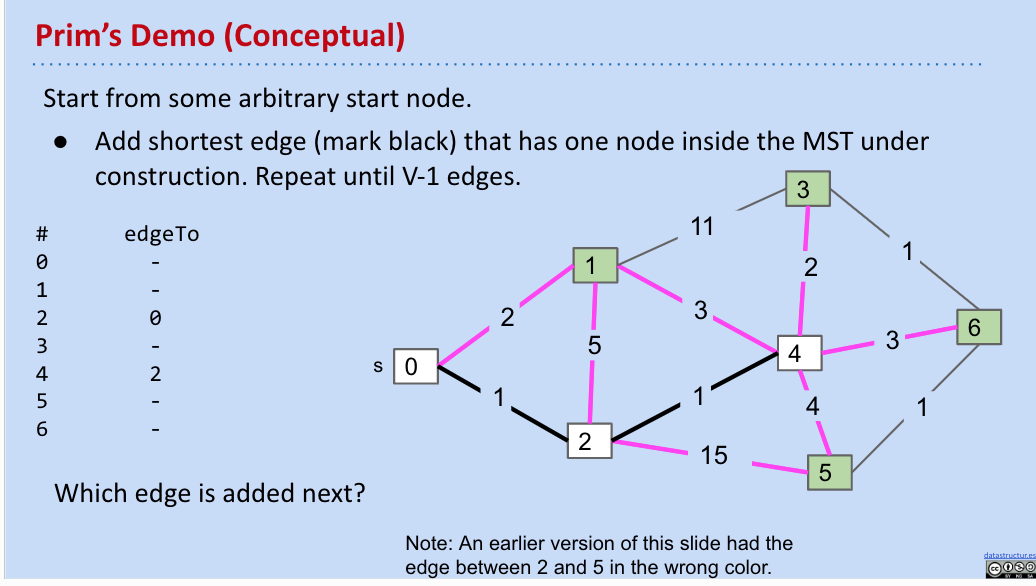 Prim's Demo (Conceptual)
Start from some arbitrary start node.
● Add shortest edge (mark black) that has one node inside the MST under
construction. Repeat until V-1 edges.
# edgeTo
0 -
1 -
2 0
3 -
4 2
5 -
6 -
Which edge is added next?
3
11
1
1
2
2
3
6
5
4
3
s 0
1
1
4
1
2
15
5
Note: An earlier version of this slide had the
edge between 2 and 5 in the wrong color.
datastructur.es